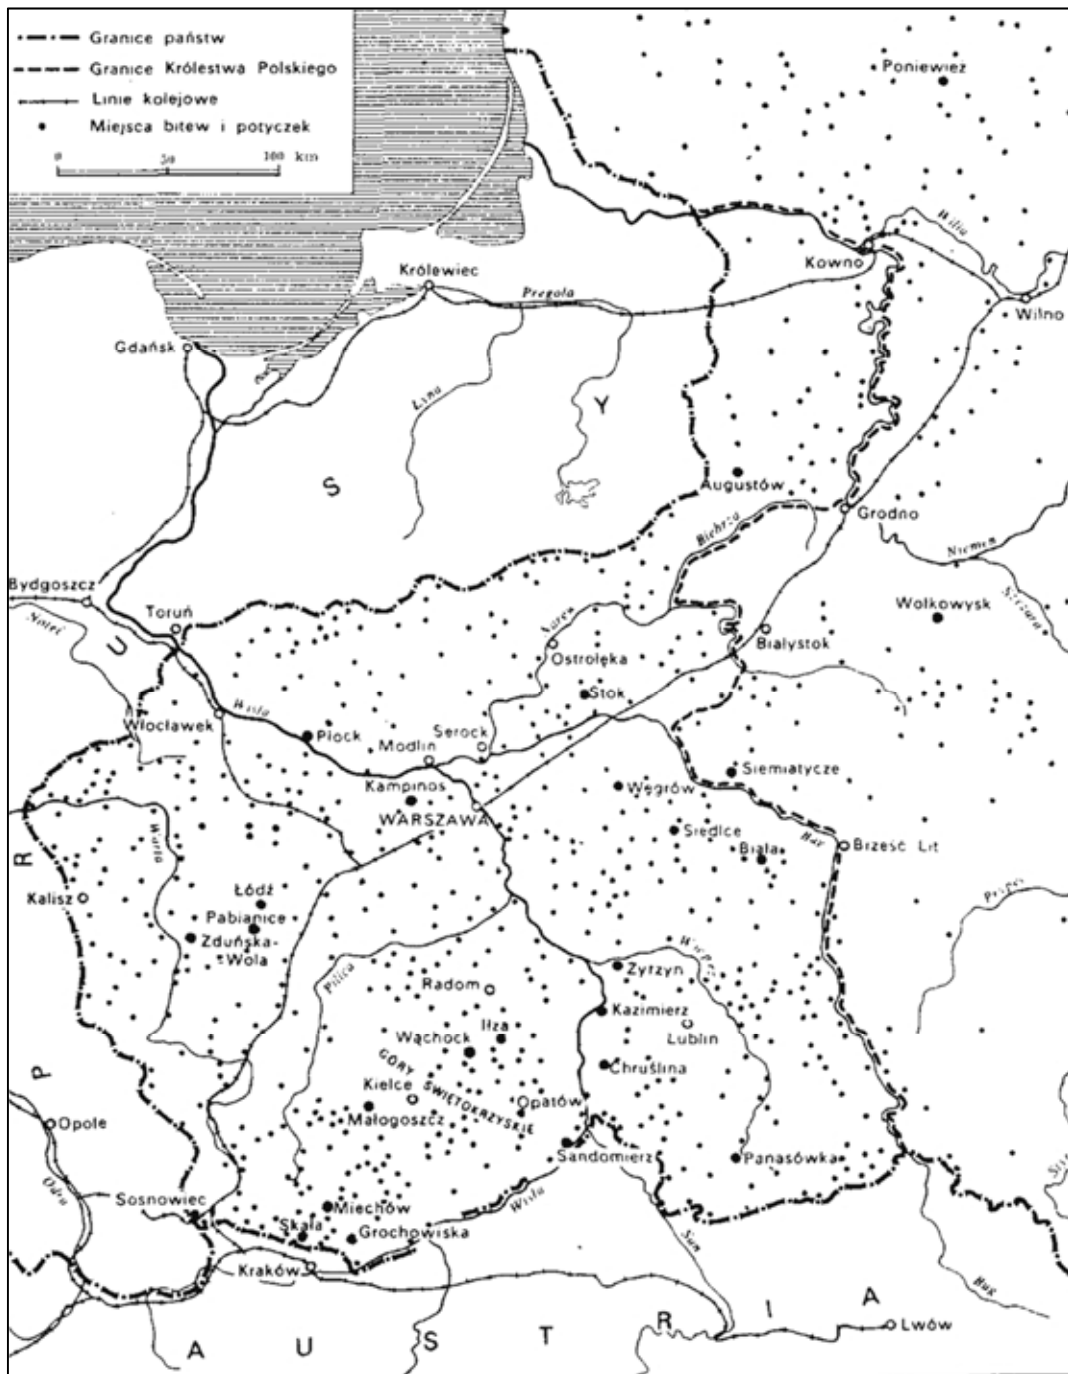 Granice państw
Granice Królestwa Polskiego
Linie kolejowe
Miejsca bitew i potyczek
0 50 100 km
Poniewież
Wilia
Kowno
Wilno
Królewiec
Pregoła
Gdańsk
Łyna
S
Y
Augustów
Biebrza
Grodno
Niemen
Szczara
Bydgoszcz
Noteć
Toruń
U
Wołkowysk
Narew
Białystok
Ostrołęka
Stok
Włocławek
Wisła
Płock
Serock
Modlin
Siemiatycze
Kampinos
Węgrów
WARSZAWA
Siedlce
Biała
Bug
Brześć Lit
Warta
R
Kalisz
Łódź
Pabianice
Zduńska-
Wola
Pilica
Wieprz
Żyrzyn
Radom
Kazimierz
Iłża
Lublin
Wąchock
Chruślina
P
GÓRY ŚWIĘTOKRZYSKIE
Kielce
Małogoszcz
Opatów
Opole
Sandomierz
Panasówka
Odra
Sosnowiec
Miechów
Wisła
Skała
Grochowiska
San
Kraków
Bug
A U S T R I A
Lwów